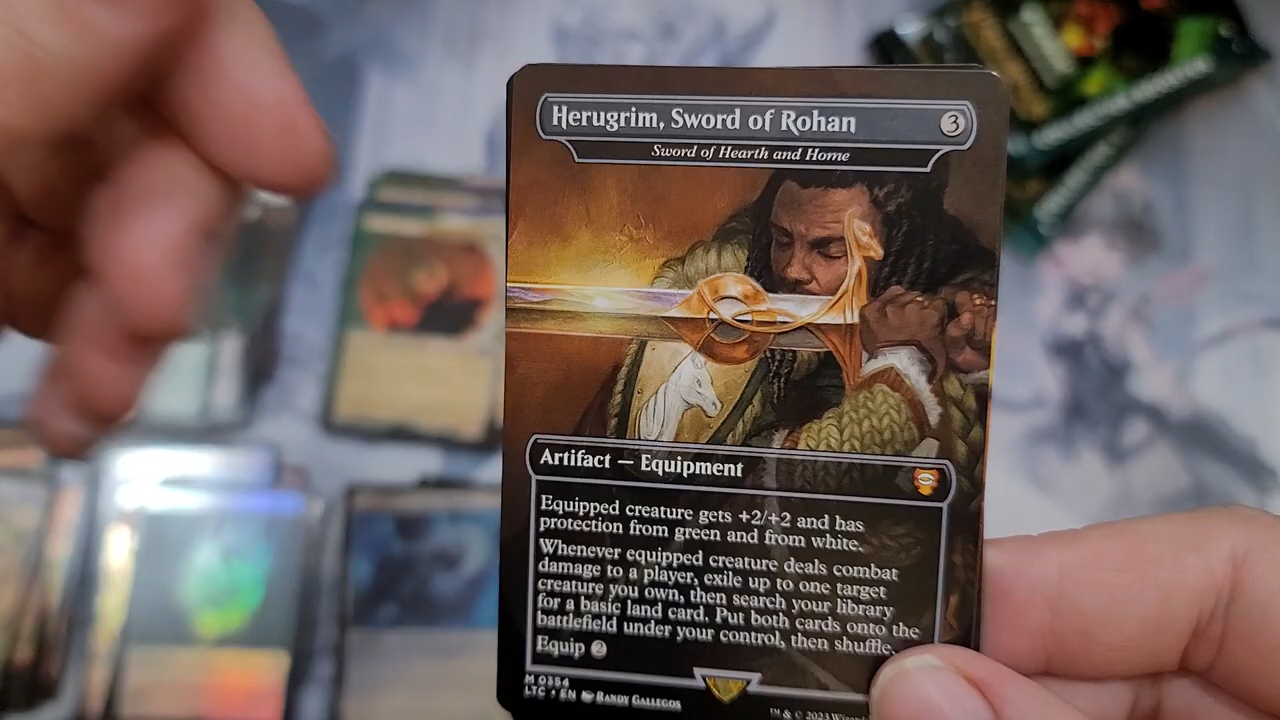 Herugrim, Sword of Rohan 3
Sword of Hearth and Home
Artifact — Equipment
Equipped creature gets +2/+2 and has
protection from green and from white.
Whenever equipped creature deals combat
damage to a player, exile up to one target
creature you own, then search your library
for a basic land card. Put both cards onto the
battlefield under your control, then shuffle.
Equip 2
M 0354
LTC • EN Randy Gallegos
™ & © 2023 Wizards